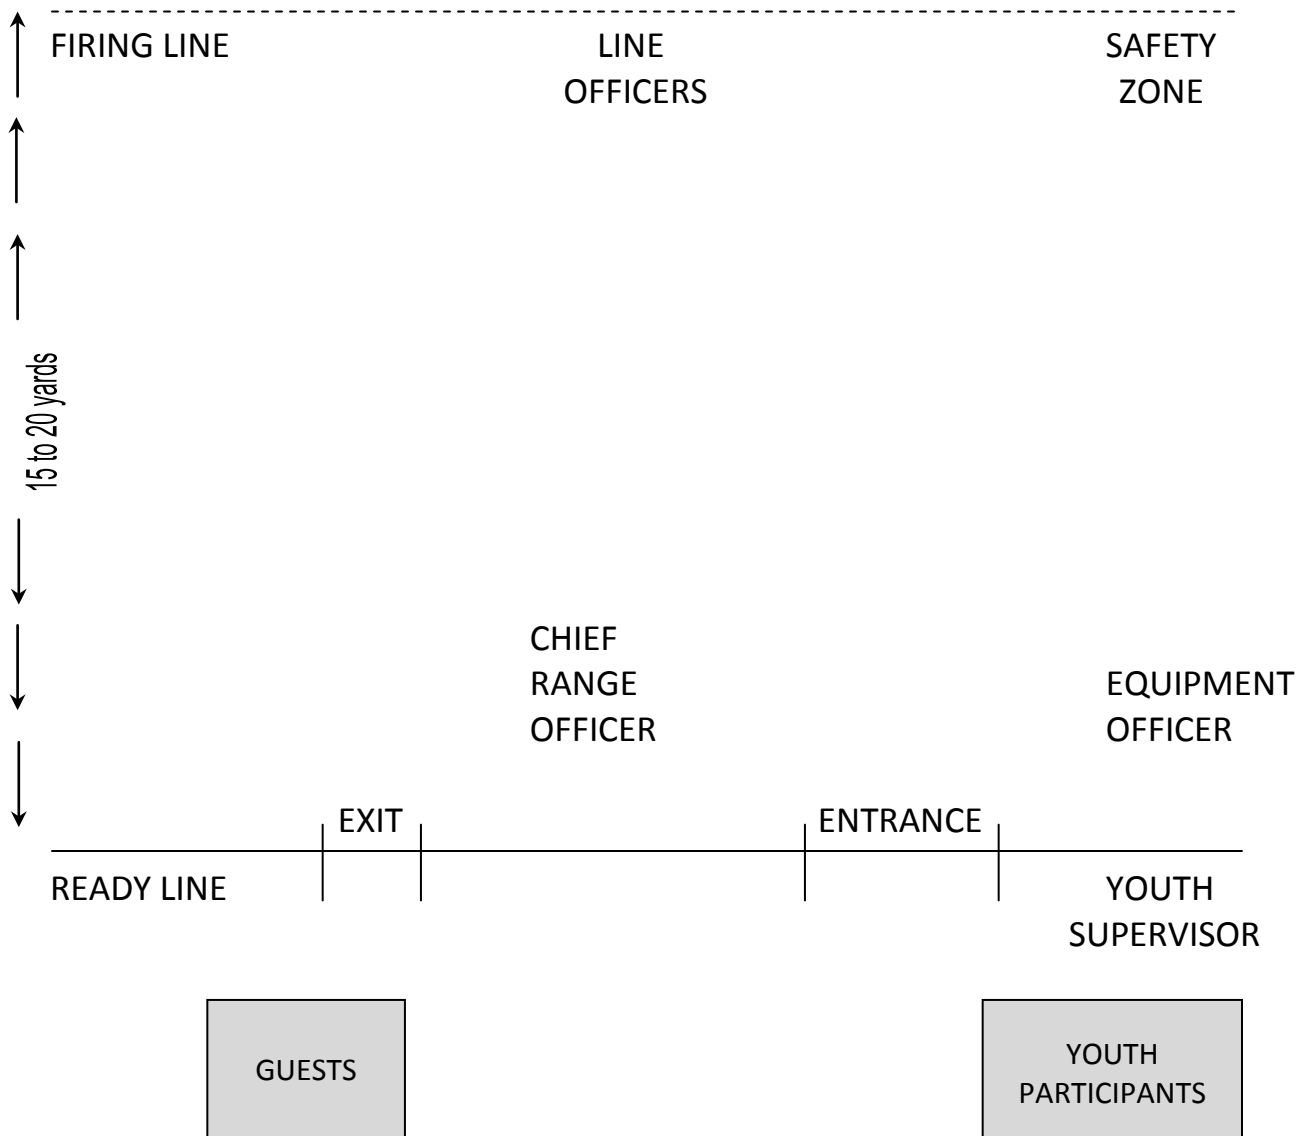 FIRING LINE
LINE
OFFICERS
SAFETY
ZONE
15 to 20 yards
CHIEF
RANGE
OFFICER
EQUIPMENT
OFFICER
EXIT
ENTRANCE
READY LINE
YOUTH
SUPERVISOR
GUESTS
YOUTH
PARTICIPANTS